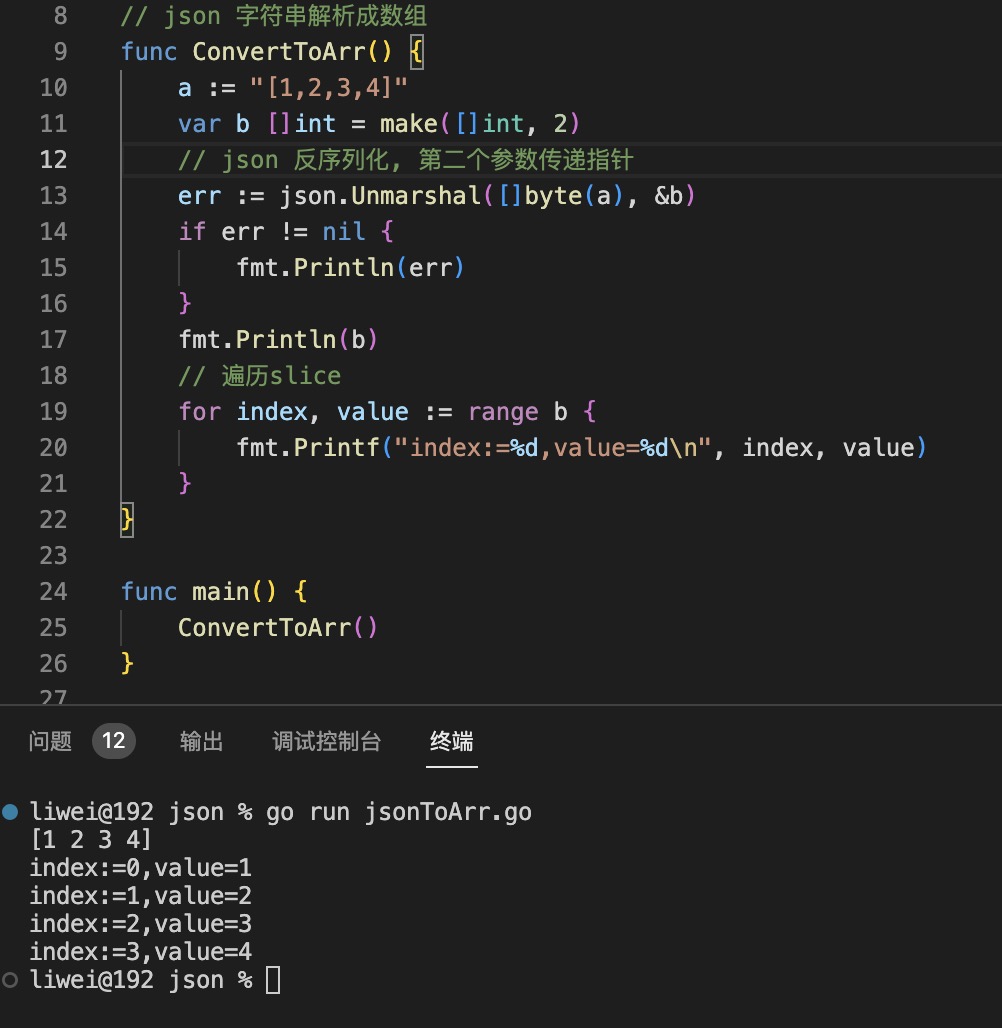 8 // json 字符串解析成数组
9 func ConvertToArr() {
10 a := "[1,2,3,4]"
11 var b []int = make([]int, 2)
12 // json 反序列化, 第二个参数传递指针
13 err := json.Unmarshal([]byte(a), &b)
14 if err != nil {
15 fmt.Println(err)
16 }
17 fmt.Println(b)
18 // 遍历slice
19 for index, value := range b {
20 fmt.Printf("index:=%d,value=%d\n", index, value)
21 }
22 }
23
24 func main() {
25 ConvertToArr()
26 }
27
问题 12 输出 调试控制台 终端
liwei@192 json % go run jsonToArr.go
[1 2 3 4]
index:=0,value=1
index:=1,value=2
index:=2,value=3
index:=3,value=4
liwei@192 json %